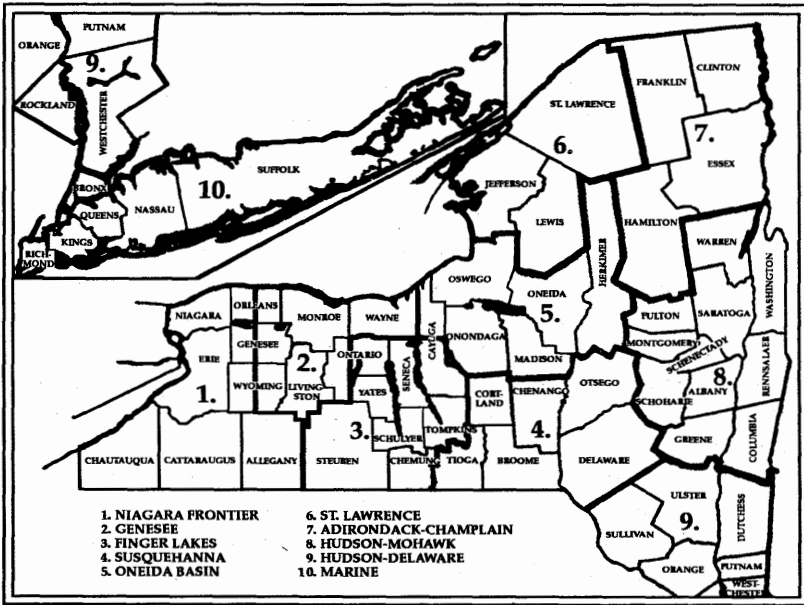 PUTNAM
ORANGE
9.
ROCKLAND
WESTCHESTER
BRONX
QUEENS
KINGS
RICH-
MOND
NASSAU
10.
SUFFOLK
ST. LAWRENCE
6.
FRANKLIN
CLINTON
7.
ESSEX
JEFFERSON
LEWIS
HERKIMER
HAMILTON
WARREN
WASHINGTON
OSWEGO
ONEIDA
5.
FULTON
SARATOGA
MONTGOMERY
SCHENECTADY
RENNSALAER
NIAGARA
ORLEANS
MONROE
WAYNE
CAYUGA
ONONDAGA
MADISON
GENESEE
ERIE
1.
WYOMING
2.
LIVING-
STON
ONTARIO
YATES
SENECA
3.
SCHULYER
TOMPKINS
CORT-
LAND
CHENANGO
4.
OTSEGO
SCHOHARIE
ALBANY
8.
GREENE
COLUMBIA
CHAUTAUQUA
CATTARAUGUS
ALLEGANY
STEUBEN
CHEMUNG
TIOGA
BROOME
DELAWARE
ULSTER
9.
SULLIVAN
DUTCHESS
ORANGE
PUTNAM
WEST-
CHESTER
1. NIAGARA FRONTIER
2. GENESEE
3. FINGER LAKES
4. SUSQUEHANNA
5. ONEIDA BASIN
6. ST. LAWRENCE
7. ADIRONDACK-CHAMPLAIN
8. HUDSON-MOHAWK
9. HUDSON-DELAWARE
10. MARINE